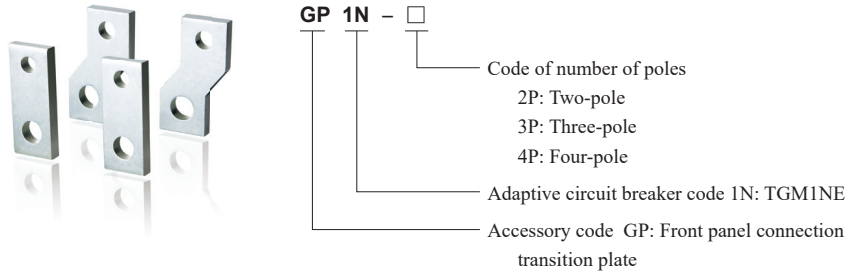 GP 1N – □
Code of number of poles
2P: Two-pole
3P: Three-pole
4P: Four-pole
Adaptive circuit breaker code 1N: TGM1NE
Accessory code GP: Front panel connection
transition plate